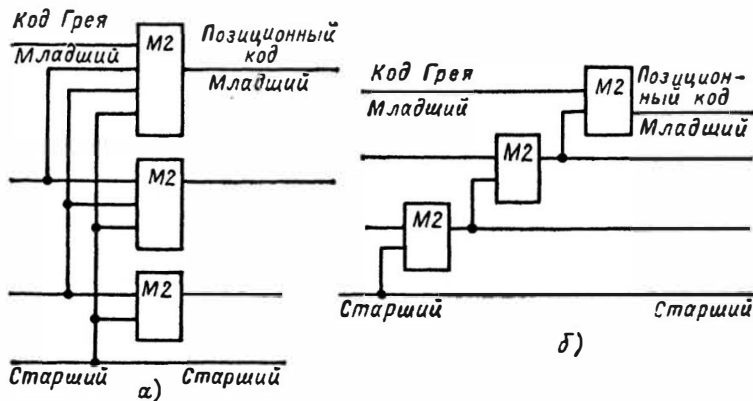 Код Грея
Младший
М2
Позиционный
код
Младший
М2
М2
Старший
Старший
а)
Код Грея
Младший
М2
Позицион-
ный код
Младший
М2
М2
Старший
Старший
б)